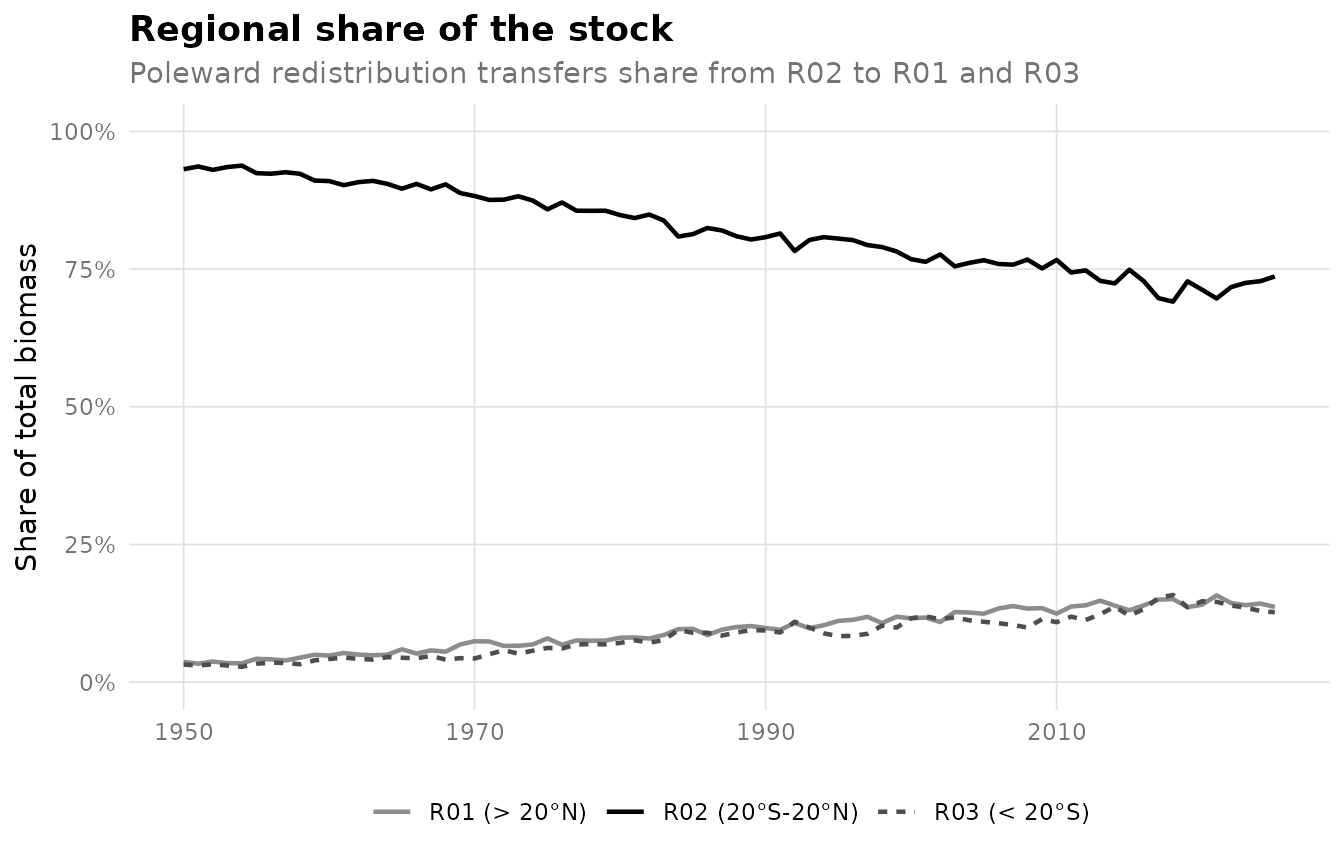 Regional share of the stock
Poleward redistribution transfers share from R02 to R01 and R03
Share of total biomass
100%
75%
50%
25%
0%
1950 1970 1990 2010
R01 (> 20°N) R02 (20°S-20°N) R03 (< 20°S)